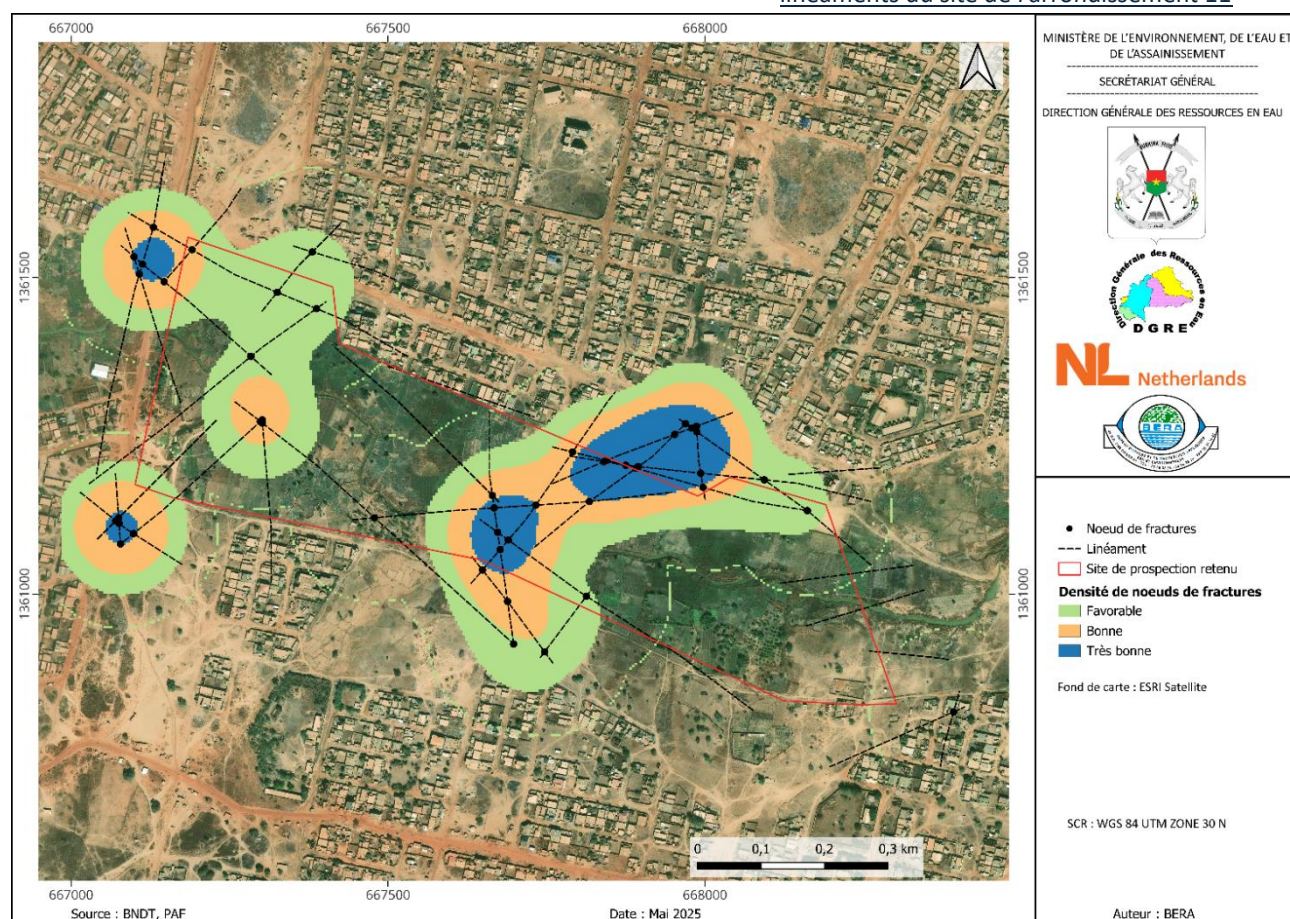 linéaments du site de l'arrondissement 11
667000
667500
668000
1361500
1361000
1361500
1361000
0 0,1 0,2 0,3 km
667000
667500
668000
Source : BNDT, PAF
Date : Mai 2025
MINISTÈRE DE L'ENVIRONNEMENT, DE L'EAU ET
DE L'ASSAINISSEMENT
SECRÉTARIAT GÉNÉRAL
DIRECTION GÉNÉRALE DES RESSOURCES EN EAU
BURKINA FASO
Direction Générale des Ressources en Eau
DGRE
NL Netherlands
BERA
Noeud de fractures
Linéament
Site de prospection retenu
Densité de noeuds de fractures
Favorable
Bonne
Très bonne
Fond de carte : ESRI Satellite
SCR : WGS 84 UTM ZONE 30 N
Auteur : BERA